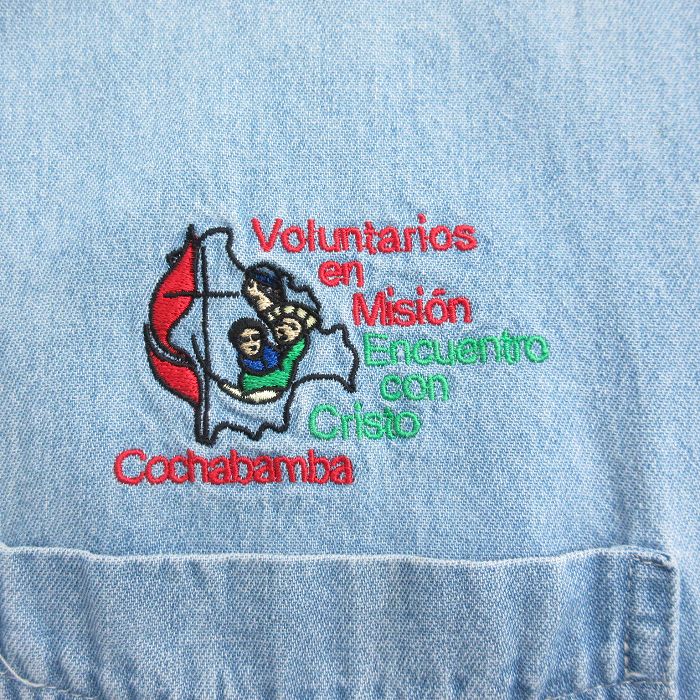 Voluntarios
en
Misión
Encuentro
con
Cristo
Cochabamba